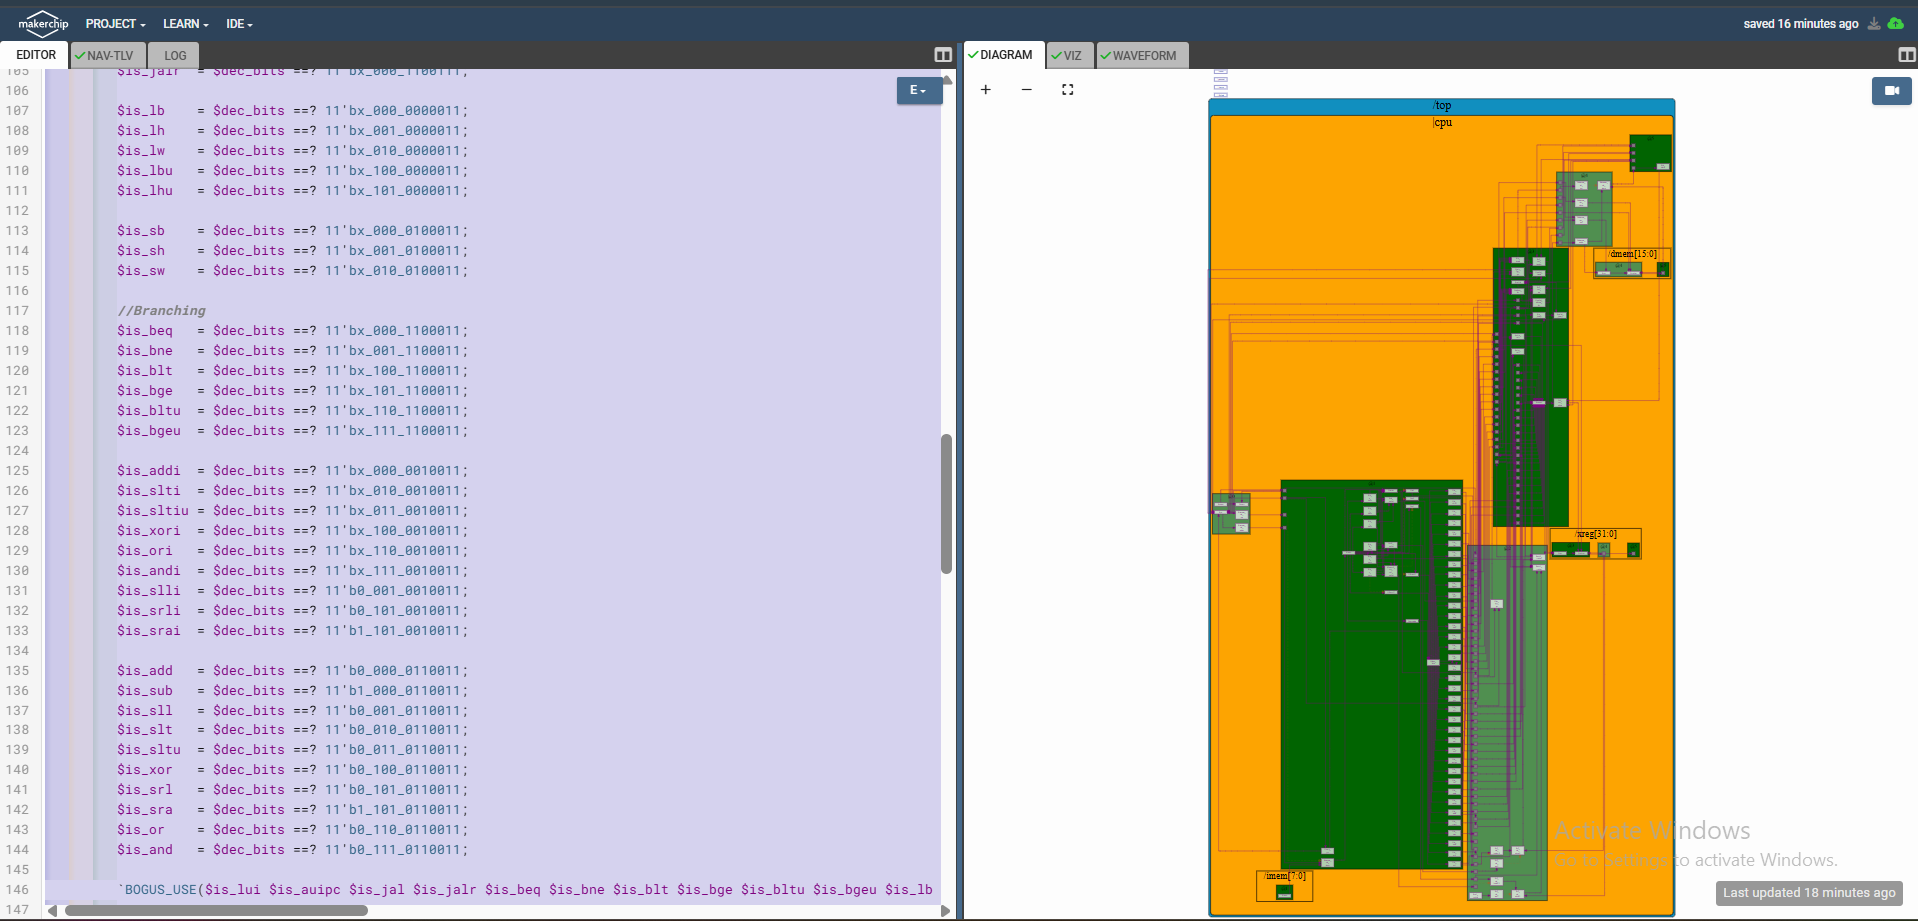 makerchip PROJECT LEARN IDE saved 16 minutes ago
EDITOR NAV-TLV LOG DIAGRAM VIZ WAVEFORM
105 $is_jalr = $dec_bits ==? 11'bx_000_1100111;
106
107 $is_lb = $dec_bits ==? 11'bx_000_0000011;
108 $is_lh = $dec_bits ==? 11'bx_001_0000011;
109 $is_lw = $dec_bits ==? 11'bx_010_0000011;
110 $is_lbu = $dec_bits ==? 11'bx_100_0000011;
111 $is_lhu = $dec_bits ==? 11'bx_101_0000011;
112
113 $is_sb = $dec_bits ==? 11'bx_000_0100011;
114 $is_sh = $dec_bits ==? 11'bx_001_0100011;
115 $is_sw = $dec_bits ==? 11'bx_010_0100011;
116
117 //Branching
118 $is_beq = $dec_bits ==? 11'bx_000_1100011;
119 $is_bne = $dec_bits ==? 11'bx_001_1100011;
120 $is_blt = $dec_bits ==? 11'bx_100_1100011;
121 $is_bge = $dec_bits ==? 11'bx_101_1100011;
122 $is_bltu = $dec_bits ==? 11'bx_110_1100011;
123 $is_bgeu = $dec_bits ==? 11'bx_111_1100011;
124
125 $is_addi = $dec_bits ==? 11'bx_000_0010011;
126 $is_slti = $dec_bits ==? 11'bx_010_0010011;
127 $is_sltiu = $dec_bits ==? 11'bx_011_0010011;
128 $is_xori = $dec_bits ==? 11'bx_100_0010011;
129 $is_ori = $dec_bits ==? 11'bx_110_0010011;
130 $is_andi = $dec_bits ==? 11'bx_111_0010011;
131 $is_slli = $dec_bits ==? 11'b0_001_0010011;
132 $is_srli = $dec_bits ==? 11'b0_101_0010011;
133 $is_srai = $dec_bits ==? 11'b1_101_0010011;
134
135 $is_add = $dec_bits ==? 11'b0_000_0110011;
136 $is_sub = $dec_bits ==? 11'b1_000_0110011;
137 $is_sll = $dec_bits ==? 11'b0_001_0110011;
138 $is_slt = $dec_bits ==? 11'b0_010_0110011;
139 $is_sltu = $dec_bits ==? 11'b0_011_0110011;
140 $is_xor = $dec_bits ==? 11'b0_100_0110011;
141 $is_srl = $dec_bits ==? 11'b0_101_0110011;
142 $is_sra = $dec_bits ==? 11'b1_101_0110011;
143 $is_or = $dec_bits ==? 11'b0_110_0110011;
144 $is_and = $dec_bits ==? 11'b0_111_0110011;
145
146 `BOGUS_USE($is_lui $is_auipc $is_jal $is_jalr $is_beq $is_bne $is_blt $is_bge $is_bltu $is_bgeu $is_lb
147
E
/top
|cpu
/dmem[15:0]
/xreg[31:0]
/imem[7:0]
Activate Windows
Go to Settings to activate Windows.
Last updated 18 minutes ago